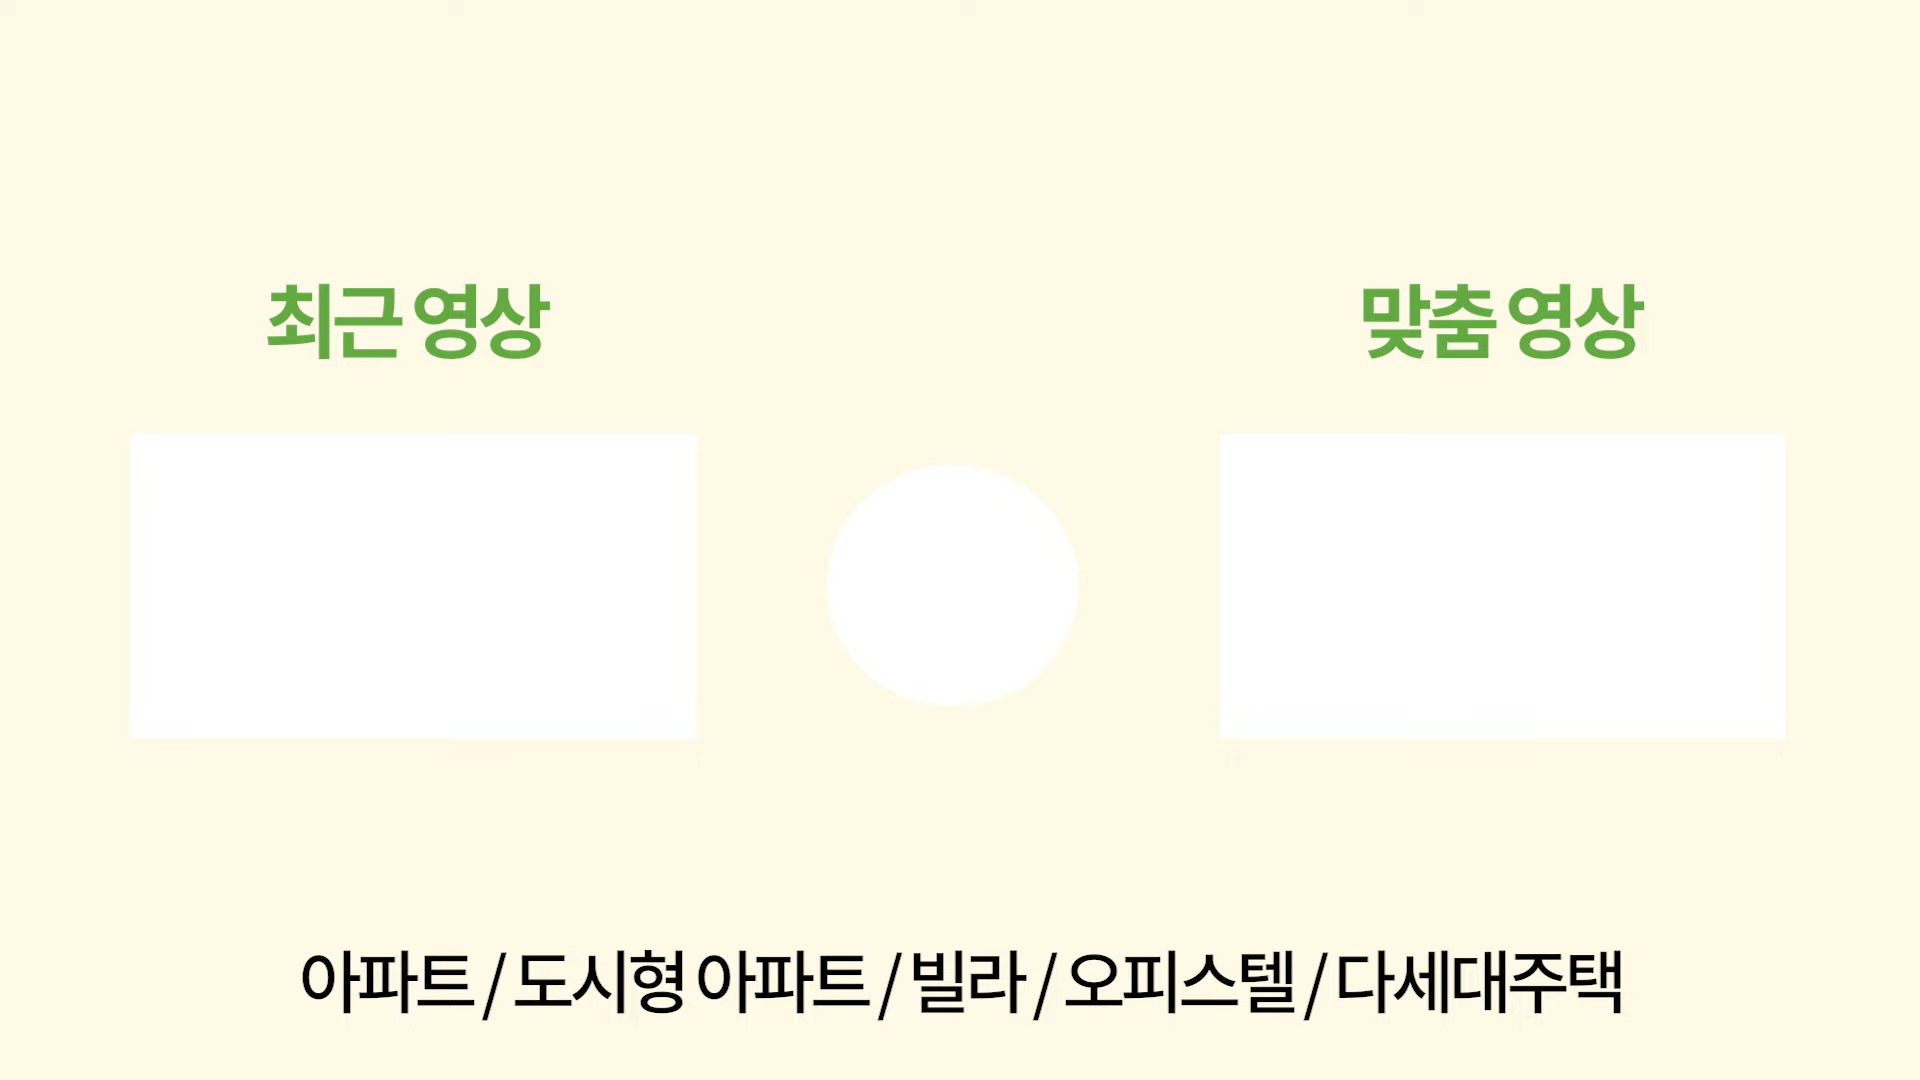 최근 영상
맞춤 영상
아파트 / 도시형 아파트 / 빌라 / 오피스텔 / 다세대주택